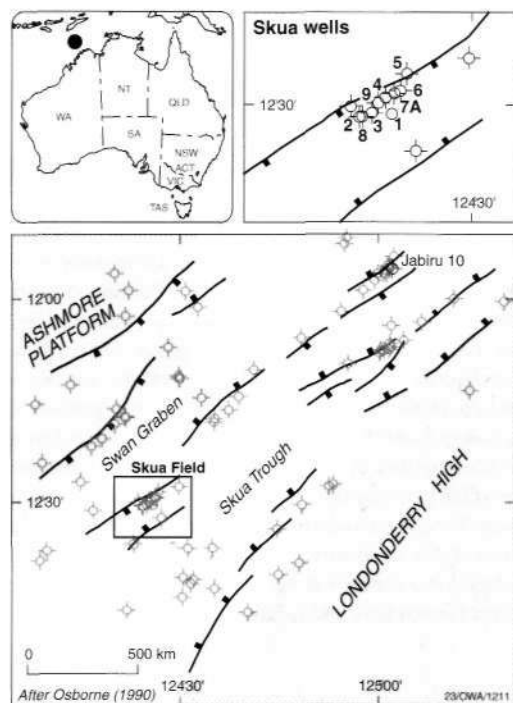 WA
NT
SA
QLD
NSW
ACT
VIC
TAS
Skua wells
12°30'
5
4
9
6
7A
2
3
1
8
12°4 30'
Jabiru 10
12°00'
ASHMORE
PLATFORM
Swan Graben
Skua Field
Skua Trough
12°30'
LONDONDERRY HIGH
0
500 km
After Osborne (1990)
124°30'
125°00'
23/OWA/1211